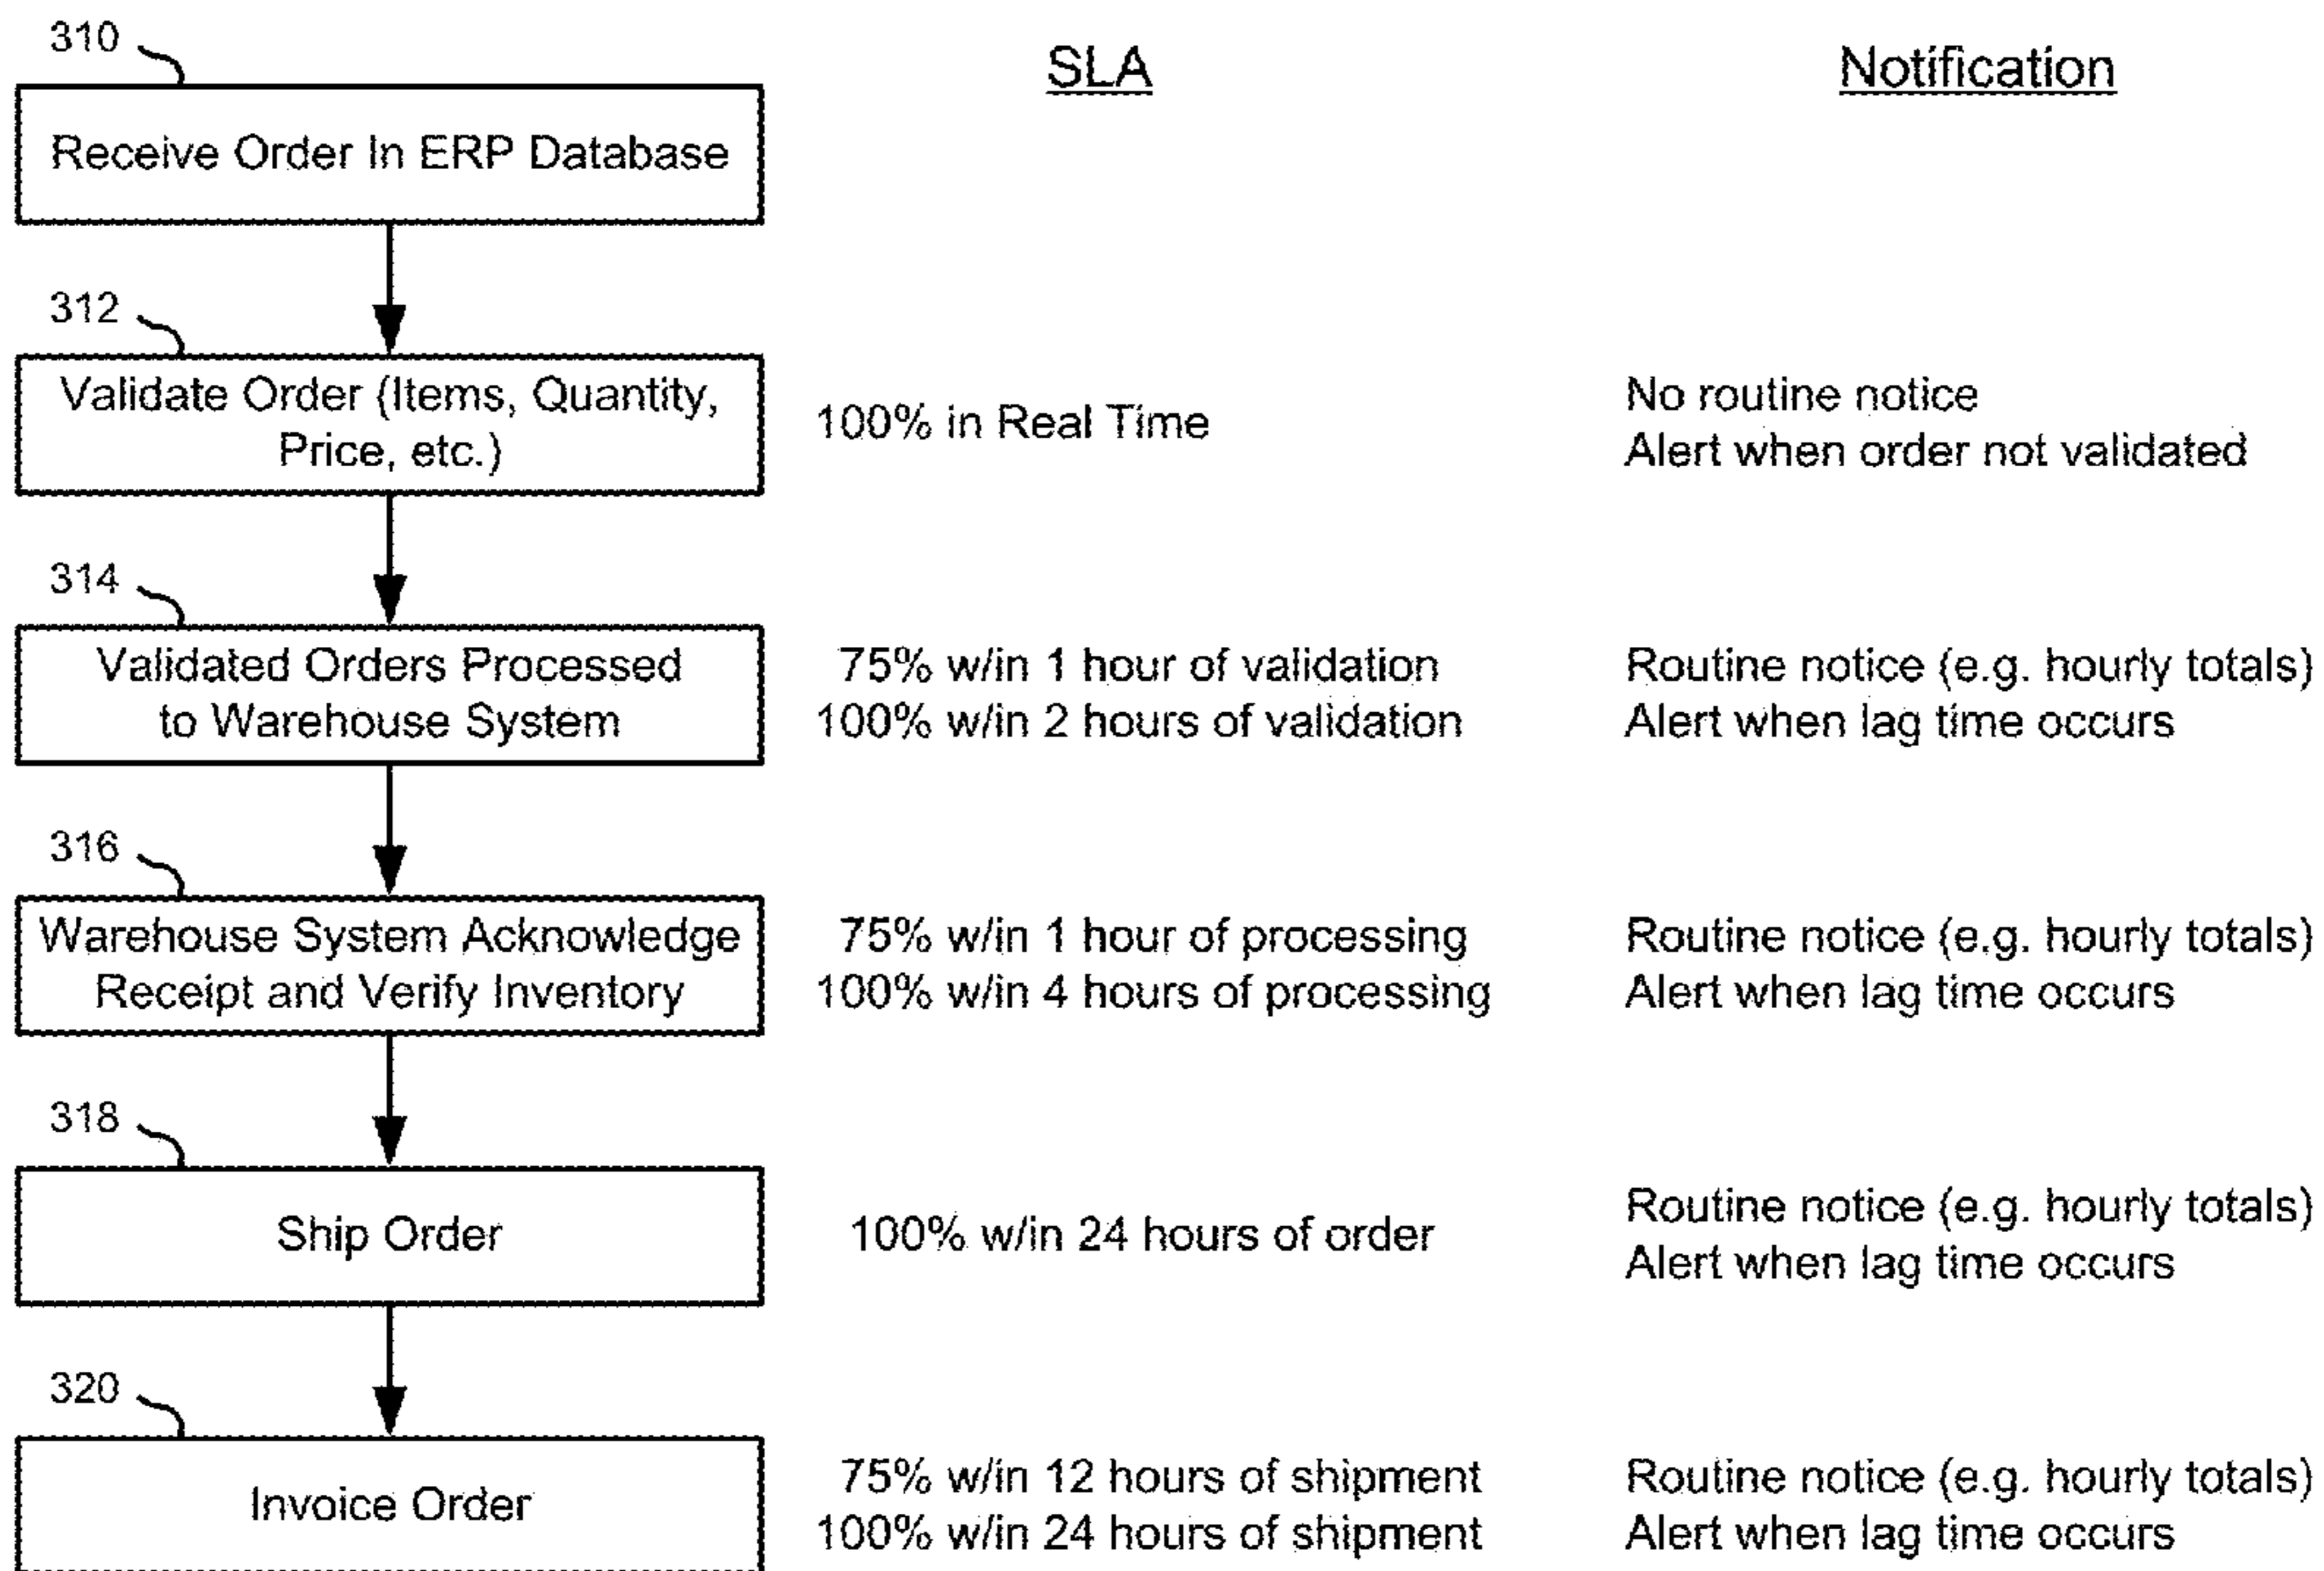 310
SLA
Notification
Receive Order In ERP Database
312
Validate Order (Items, Quantity,
Price, etc.)
100% in Real Time
No routine notice
Alert when order not validated
314
Validated Orders Processed
to Warehouse System
75% w/in 1 hour of validation
100% w/in 2 hours of validation
Routine notice (e.g. hourly totals)
Alert when lag time occurs
316
Warehouse System Acknowledge
Receipt and Verify Inventory
75% w/in 1 hour of processing
100% w/in 4 hours of processing
Routine notice (e.g. hourly totals)
Alert when lag time occurs
318
Ship Order
100% w/in 24 hours of order
Routine notice (e.g. hourly totals)
Alert when lag time occurs
320
Invoice Order
75% w/in 12 hours of shipment
100% w/in 24 hours of shipment
Routine notice (e.g. hourly totals)
Alert when lag time occurs